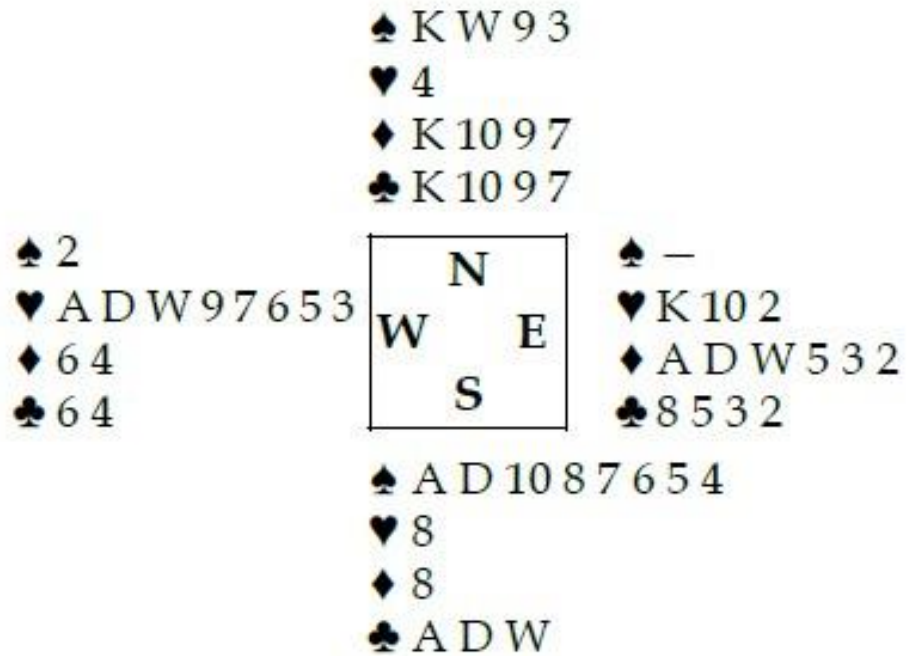 ♠ K W 9 3
♥ 4
♦ K 10 9 7
♣ K 10 9 7
♠ 2
♥ A D W 9 7 6 5 3
♦ 6 4
♣ 6 4
N
W E
S
♠ –
♥ K 10 2
♦ A D W 5 3 2
♣ 8 5 3 2
♠ A D 10 8 7 6 5 4
♥ 8
♦ 8
♣ A D W